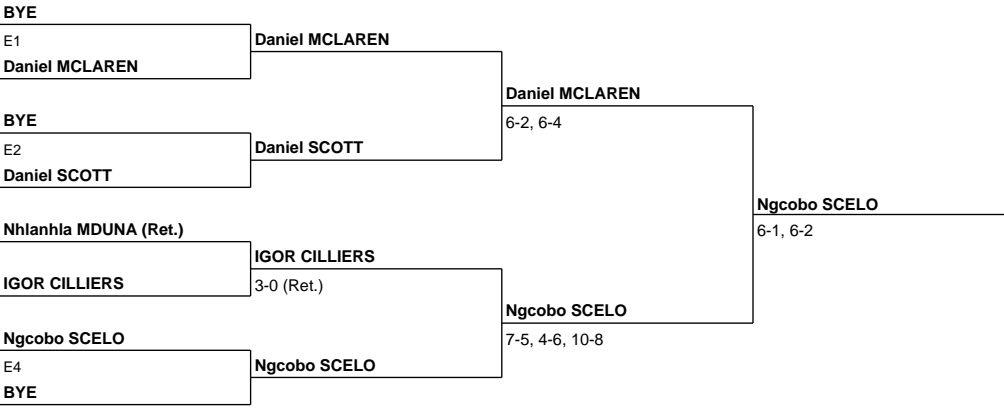 BYE
E1
Daniel MCLAREN
Daniel MCLAREN
Daniel MCLAREN
6-2, 6-4
BYE
E2
Daniel SCOTT
Daniel SCOTT
Ngcobo SCELO
6-1, 6-2
Nhlanhla MDUNA (Ret.)
IGOR CILLIERS
3-0 (Ret.)
IGOR CILLIERS
Ngcobo SCELO
7-5, 4-6, 10-8
Ngcobo SCELO
E4
Ngcobo SCELO
BYE